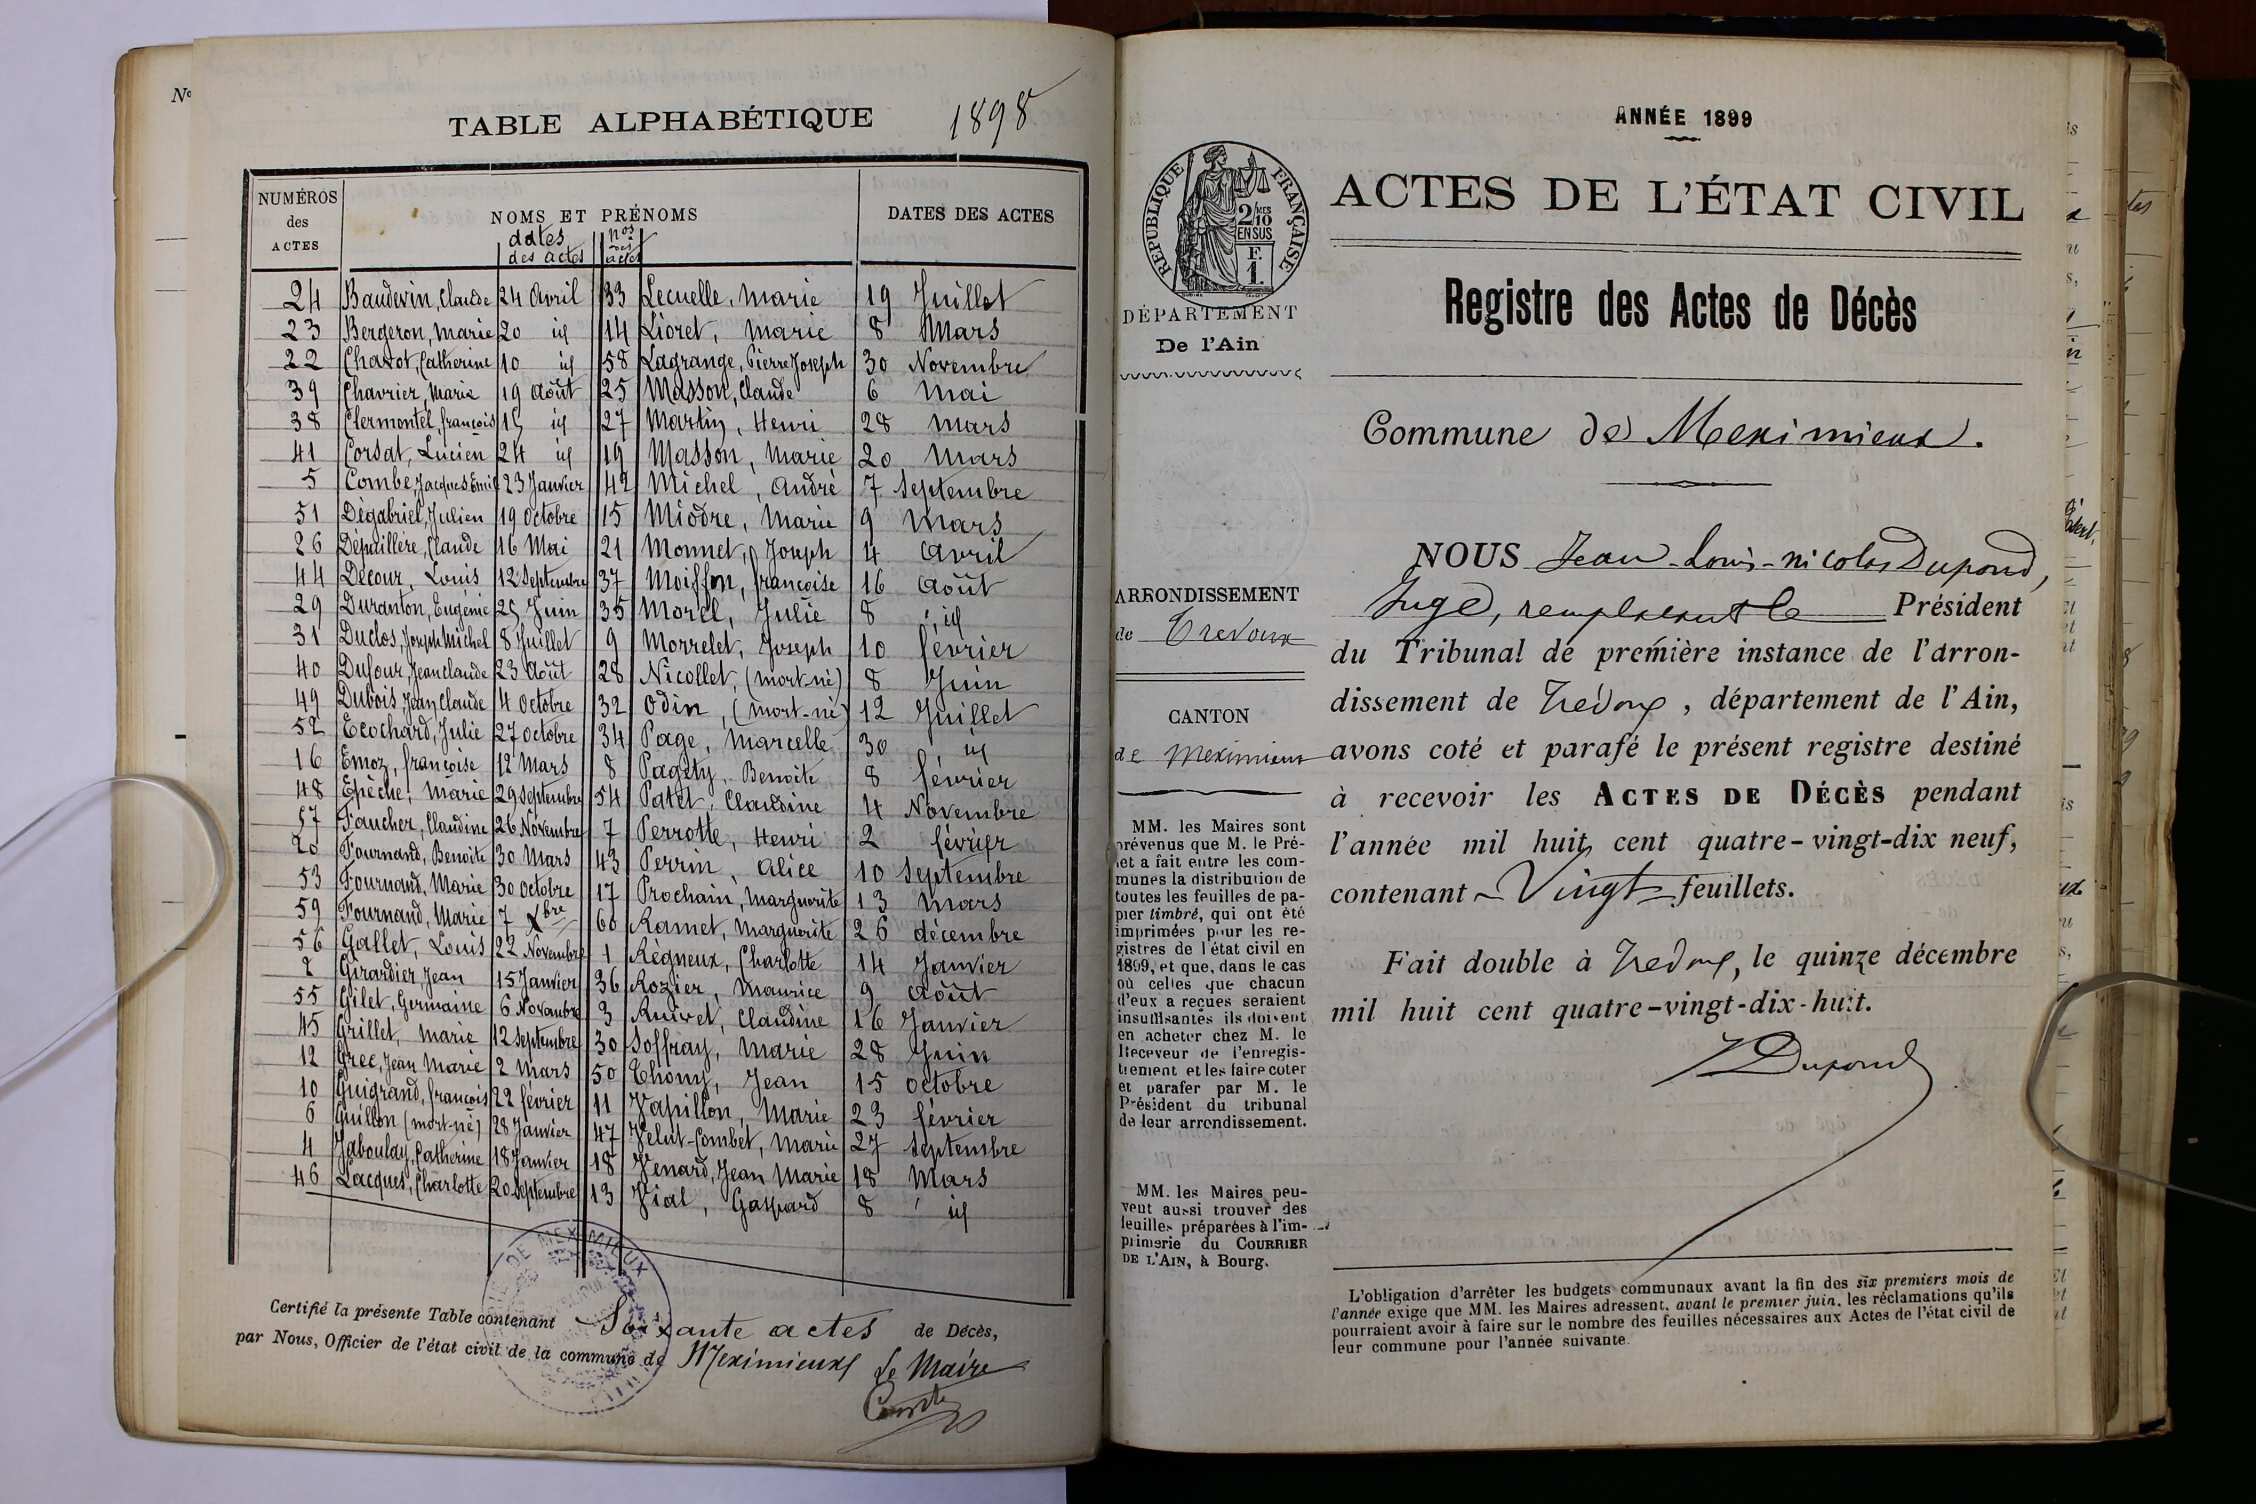 Nº
TABLE ALPHABÉTIQUE 1898
NUMÉROS des ACTES
NOMS ET PRÉNOMS
DATES DES ACTES
dates des actes
nos des actes
24 Baudevin, Claude 24 Avril 33 Lecuelle, Marie 19 Juillet
23 Bergeron, Marie 20 id 14 Lioret, Marie 8 Mars
22 Chavot, Catherine 10 id 58 Lagrange, Pierre Joseph 30 Novembre
39 Chavrier, Marie 19 Août 25 Masson, Claude 6 Mai
38 Clermontel, françois 15 id 27 Martin, Henri 28 Mars
41 Corsat, Lucien 24 id 19 Masson, Marie 20 Mars
5 Combe, Jacques Emile 23 Janvier 42 Michel, André 7 Septembre
51 Dégabriel, Julien 19 Octobre 15 Miodre, Marie 9 Mars
26 Dépaillère, Claude 16 Mai 21 Monnet, Joseph 4 Avril
44 Décour, Louis 12 Septembre 37 Moiffon, françoise 16 Août
29 Duranton, Eugénie 25 Juin 35 Morel, Julie 8 id
31 Duclos, Joseph Michel 8 Juillet 9 Morrelet, Joseph 10 février
40 Dufour, Jean Claude 23 Août 28 Nicollet, (mort-né) 8 Juin
49 Dubois, Jean Claude 4 Octobre 32 Odin, (mort-né) 12 Juillet
52 Ecochard, Julie 27 Octobre 34 Page, Marcelle 30 id
16 Emoz, françoise 12 Mars 8 Pagéty, Benoîte 8 février
48 Epèche, Marie 29 Septembre 54 Patet, Claudine 4 Novembre
57 Faucher, Claudine 26 Novembre 7 Perrotte, Henri 2 février
20 Fournand, Benoîte 30 Mars 43 Perrin, Alice 10 Septembre
53 Fournand, Marie 30 Octobre 17 Prochain, Marguerite 13 Mars
59 Fournand, Marie 7 Xbre 60 Ramet, Marguerite 26 décembre
56 Gallet, Louis 22 Novembre 1 Régneux, Charlotte 14 Janvier
2 Girardier, Jean 15 Janvier 36 Rozier, Maurice 9 Août
55 Gilet, Germaine 6 Novembre 3 Ruivet, Claudine 16 Janvier
45 Grillet, Marie 12 Septembre 30 Soffray, Marie 28 Juin
12 Grec, Jean Marie 2 Mars 50 Thomy, Jean 15 Octobre
10 Guigrand, françois 22 février 11 Vapillon, Marie 23 février
6 Guillon (mort-né) 28 Janvier 47 Velut-Combet, Marie 27 Septembre
4 Jaboulay, Catherine 18 Janvier 18 Venard, Jean Marie 18 Mars
46 Lacques, Charlotte 20 Septembre 13 Vial, Gaspard 8 id
DE MEXIMIEUX
Certifié la présente Table contenant Soixante actes de Décès,
par Nous, Officier de l'état civil de la commune de Meximieux Le Maire
ANNÉE 1899
RÉPUBLIQUE FRANÇAISE
2/10 MES EN SUS
F. 1
ACTES DE L'ÉTAT CIVIL
DÉPARTEMENT
De l'Ain
Registre des Actes de Décès
Commune de Meximieux.
ARRONDISSEMENT
de Trévoux
CANTON
de Meximieux
NOUS Jean-Louis-Nicolas Dupond,
Juge, remplaçant le Président
du Tribunal de première instance de l'arron-
dissement de Trévoux, département de l'Ain,
avons coté et parafé le présent registre destiné
à recevoir les ACTES DE DÉCÈS pendant
l'année mil huit cent quatre-vingt-dix neuf,
contenant Vingt feuillets.
Fait double à Trévoux, le quinze décembre
mil huit cent quatre-vingt-dix-huit.
Dupond
MM. les Maires sont
prévenus que M. le Pré-
fet a fait entre les com-
munes la distribution de
toutes les feuilles de pa-
pier timbré, qui ont été
imprimées pour les re-
gistres de l'état civil en
1899, et que, dans le cas
où celles que chacun
d'eux a reçues seraient
insuffisantes ils doivent
en acheter chez M. le
Receveur de l'enregis-
trement et les faire coter
et parafer par M. le
Président du tribunal
de leur arrondissement.
MM. les Maires peu-
vent aussi trouver des
feuilles préparées à l'im-
primerie du COURRIER
DE L'AIN, à Bourg.
L'obligation d'arrêter les budgets communaux avant la fin des six premiers mois de
l'année exige que MM. les Maires adressent, avant le premier juin, les réclamations qu'ils
pourraient avoir à faire sur le nombre des feuilles nécessaires aux Actes de l'état civil de
leur commune pour l'année suivante.